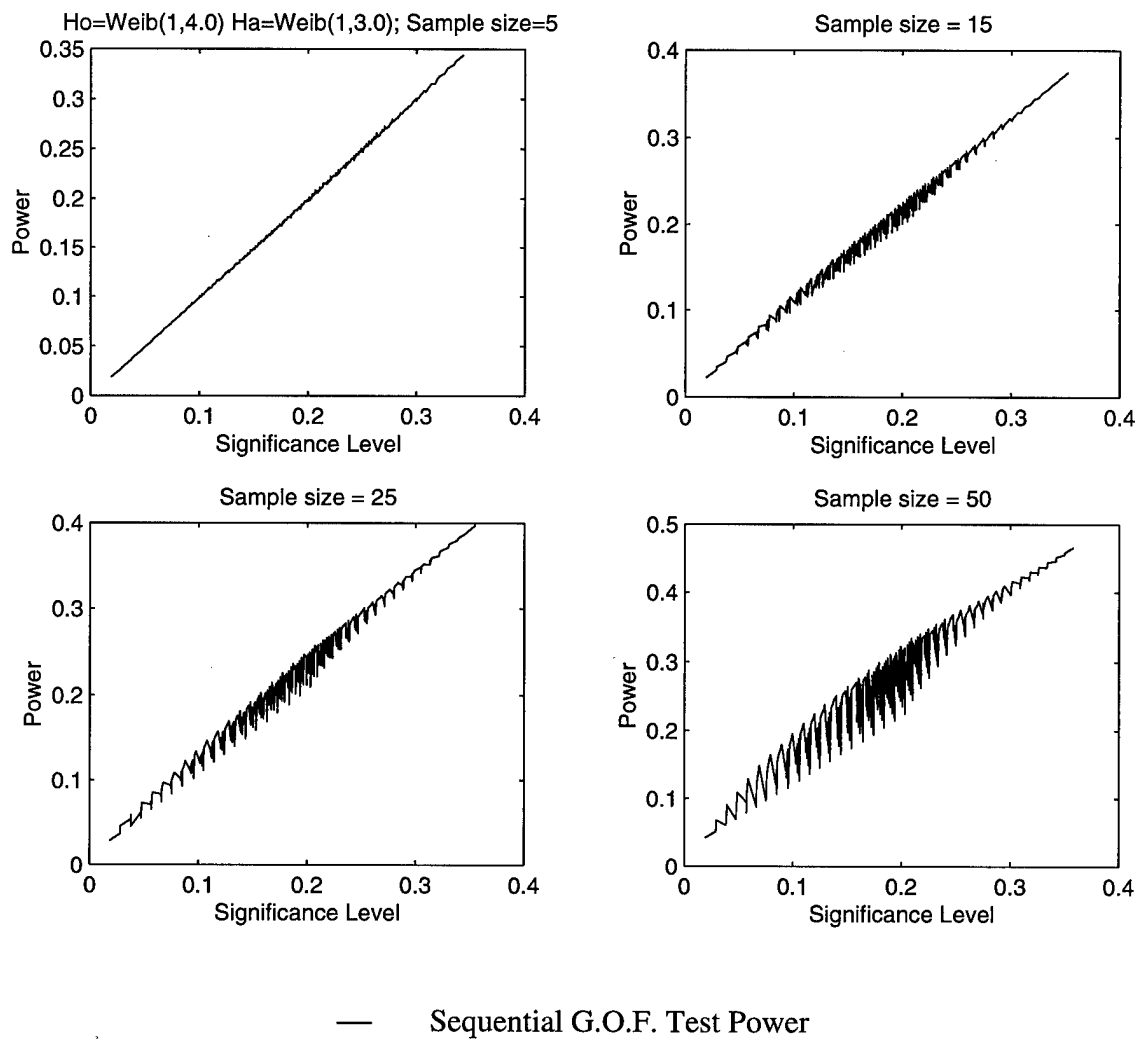 Ho=Weib(1,4.0) Ha=Weib(1,3.0); Sample size=5
0.35
0.3
0.25
0.2
0.15
0.1
0.05
0
Power
0 0.1 0.2 0.3 0.4
Significance Level
Sample size = 15
0.4
0.3
0.2
0.1
0
Power
0 0.1 0.2 0.3 0.4
Significance Level
Sample size = 25
0.4
0.3
0.2
0.1
0
Power
0 0.1 0.2 0.3 0.4
Significance Level
Sample size = 50
0.5
0.4
0.3
0.2
0.1
0
Power
0 0.1 0.2 0.3 0.4
Significance Level
Sequential G.O.F. Test Power